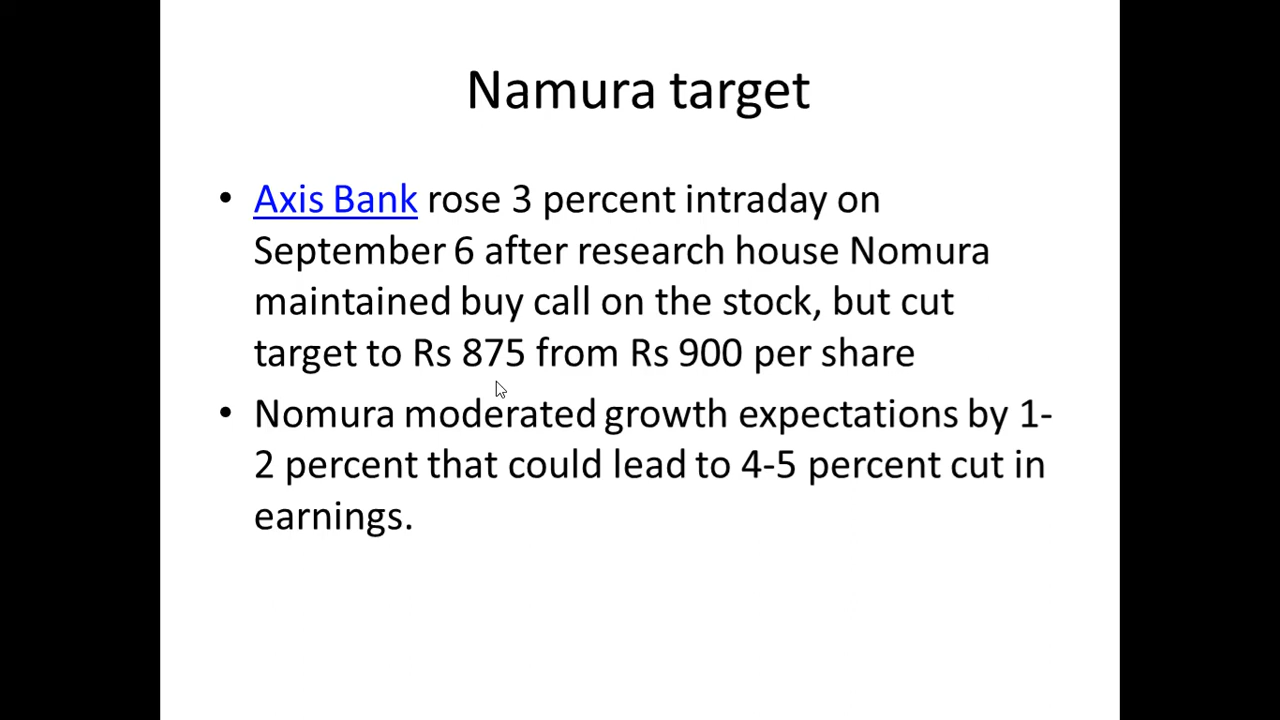 Namura target
• Axis Bank rose 3 percent intraday on
September 6 after research house Nomura
maintained buy call on the stock, but cut
target to Rs 875 from Rs 900 per share
• Nomura moderated growth expectations by 1-
2 percent that could lead to 4-5 percent cut in
earnings.